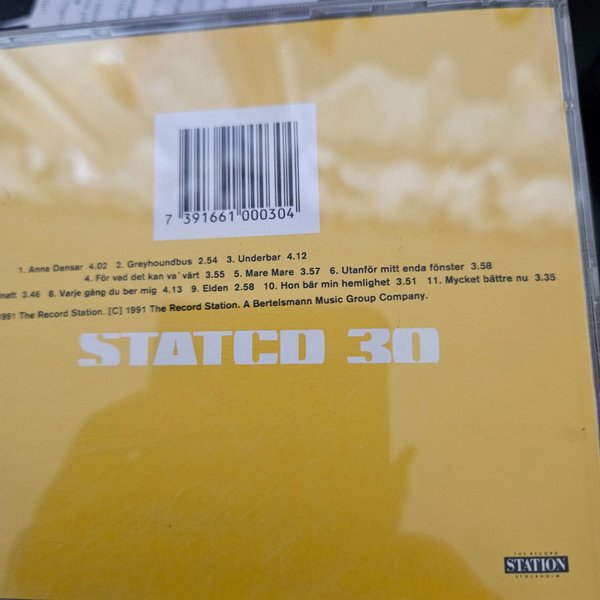 7 391661 000304
1. Anna Dansar 4.02 2. Greyhoundbus 2.54 3. Underbar 4.12
4. För vad det kan va' värt 3.55 5. Mare Mare 3.57 6. Utanför mitt enda fönster 3.58
3.46 8. Varje gång du ber mig 4.13 9. Elden 2.58 10. Hon bär min hemlighet 3.51 11. Mycket bättre nu 3.35
1991 The Record Station. [C] 1991 The Record Station. A Bertelsmann Music Group Company.
STATCD 30
THE RECORD
STATION
STOCKHOLM